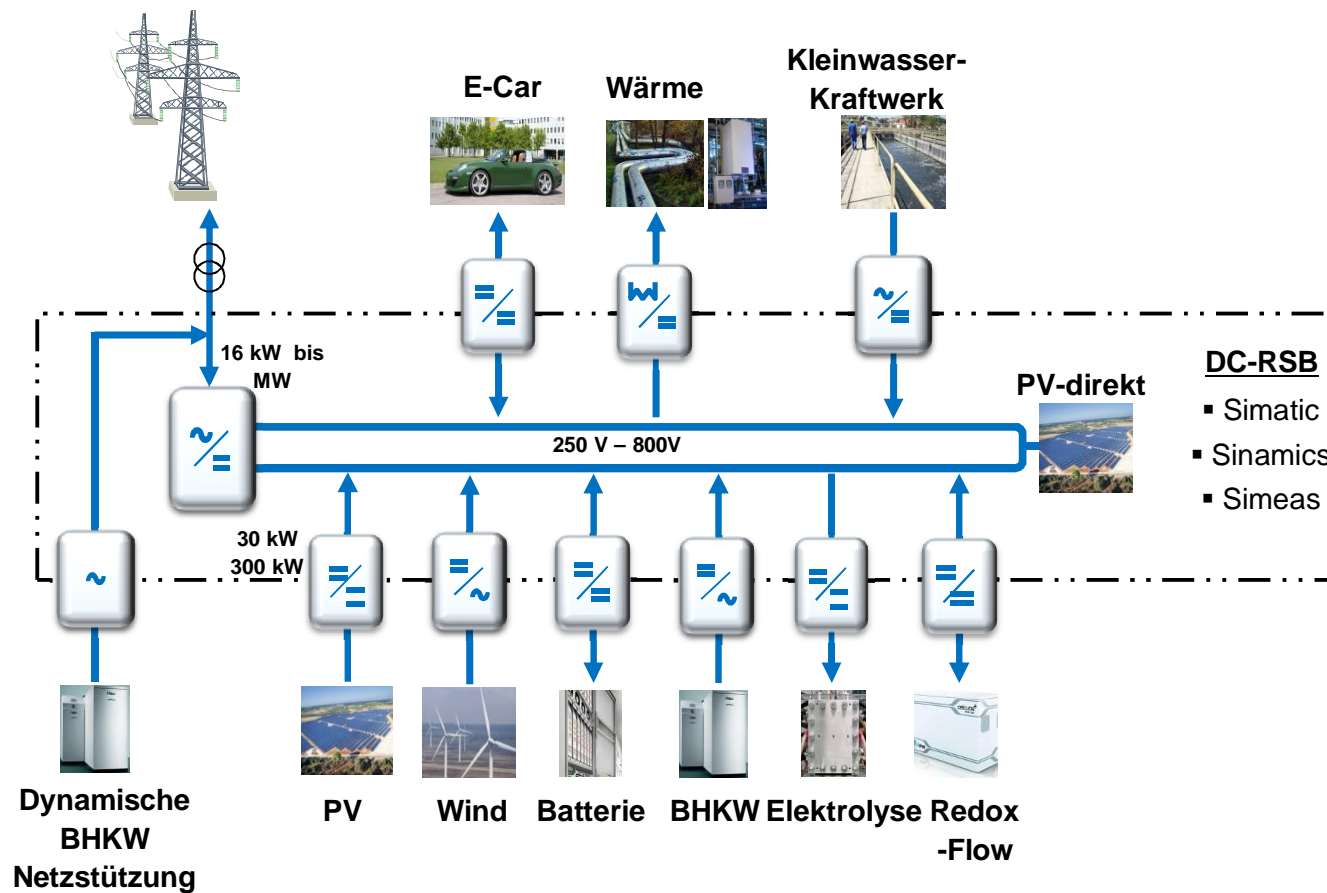 E-Car
Wärme
Kleinwasser-
Kraftwerk
16 kW bis
MW
DC-RSB
▪ Simatic
▪ Sinamics
▪ Simeas
PV-direkt
250 V – 800V
30 kW
300 kW
Dynamische
BHKW
Netzstützung
PV
Wind
Batterie
BHKW
Elektrolyse
Redox
-Flow